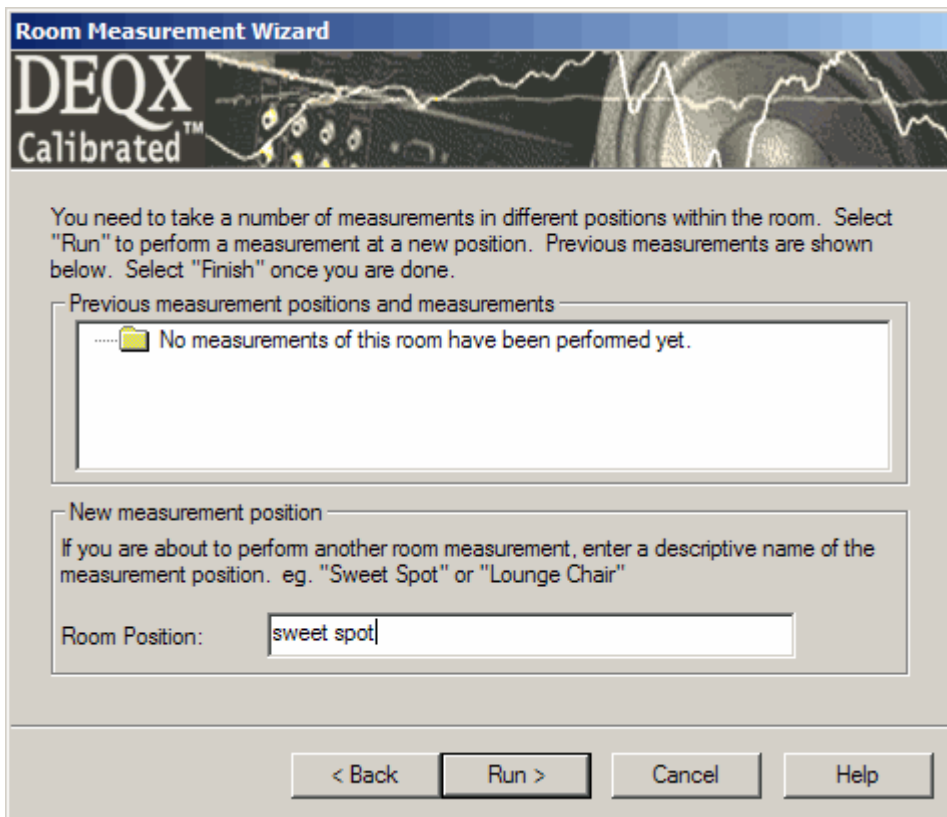 Room Measurement Wizard
DEQX
Calibrated™
You need to take a number of measurements in different positions within the room.  Select
"Run" to perform a measurement at a new position.  Previous measurements are shown
below.  Select "Finish" once you are done.
Previous measurement positions and measurements
No measurements of this room have been performed yet.
New measurement position
If you are about to perform another room measurement, enter a descriptive name of the
measurement position.  eg. "Sweet Spot" or "Lounge Chair"
Room Position: sweet spot
< Back Run > Cancel Help